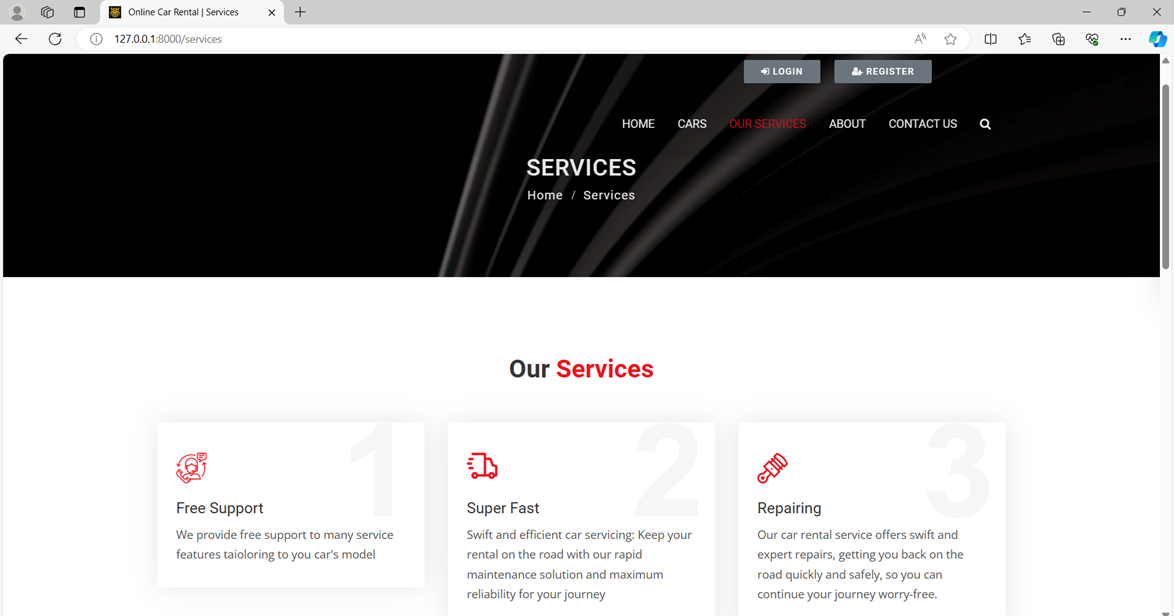 Online Car Rental | Services
127.0.0.1:8000/services
LOGIN
REGISTER
HOME
CARS
OUR SERVICES
ABOUT
CONTACT US
SERVICES
Home / Services
Our Services
1
Free Support
We provide free support to many service
features taioloring to you car's model
2
Super Fast
Swift and efficient car servicing: Keep your
rental on the road with our rapid
maintenance solution and maximum
reliability for your journey
3
Repairing
Our car rental service offers swift and
expert repairs, getting you back on the
road quickly and safely, so you can
continue your journey worry-free.